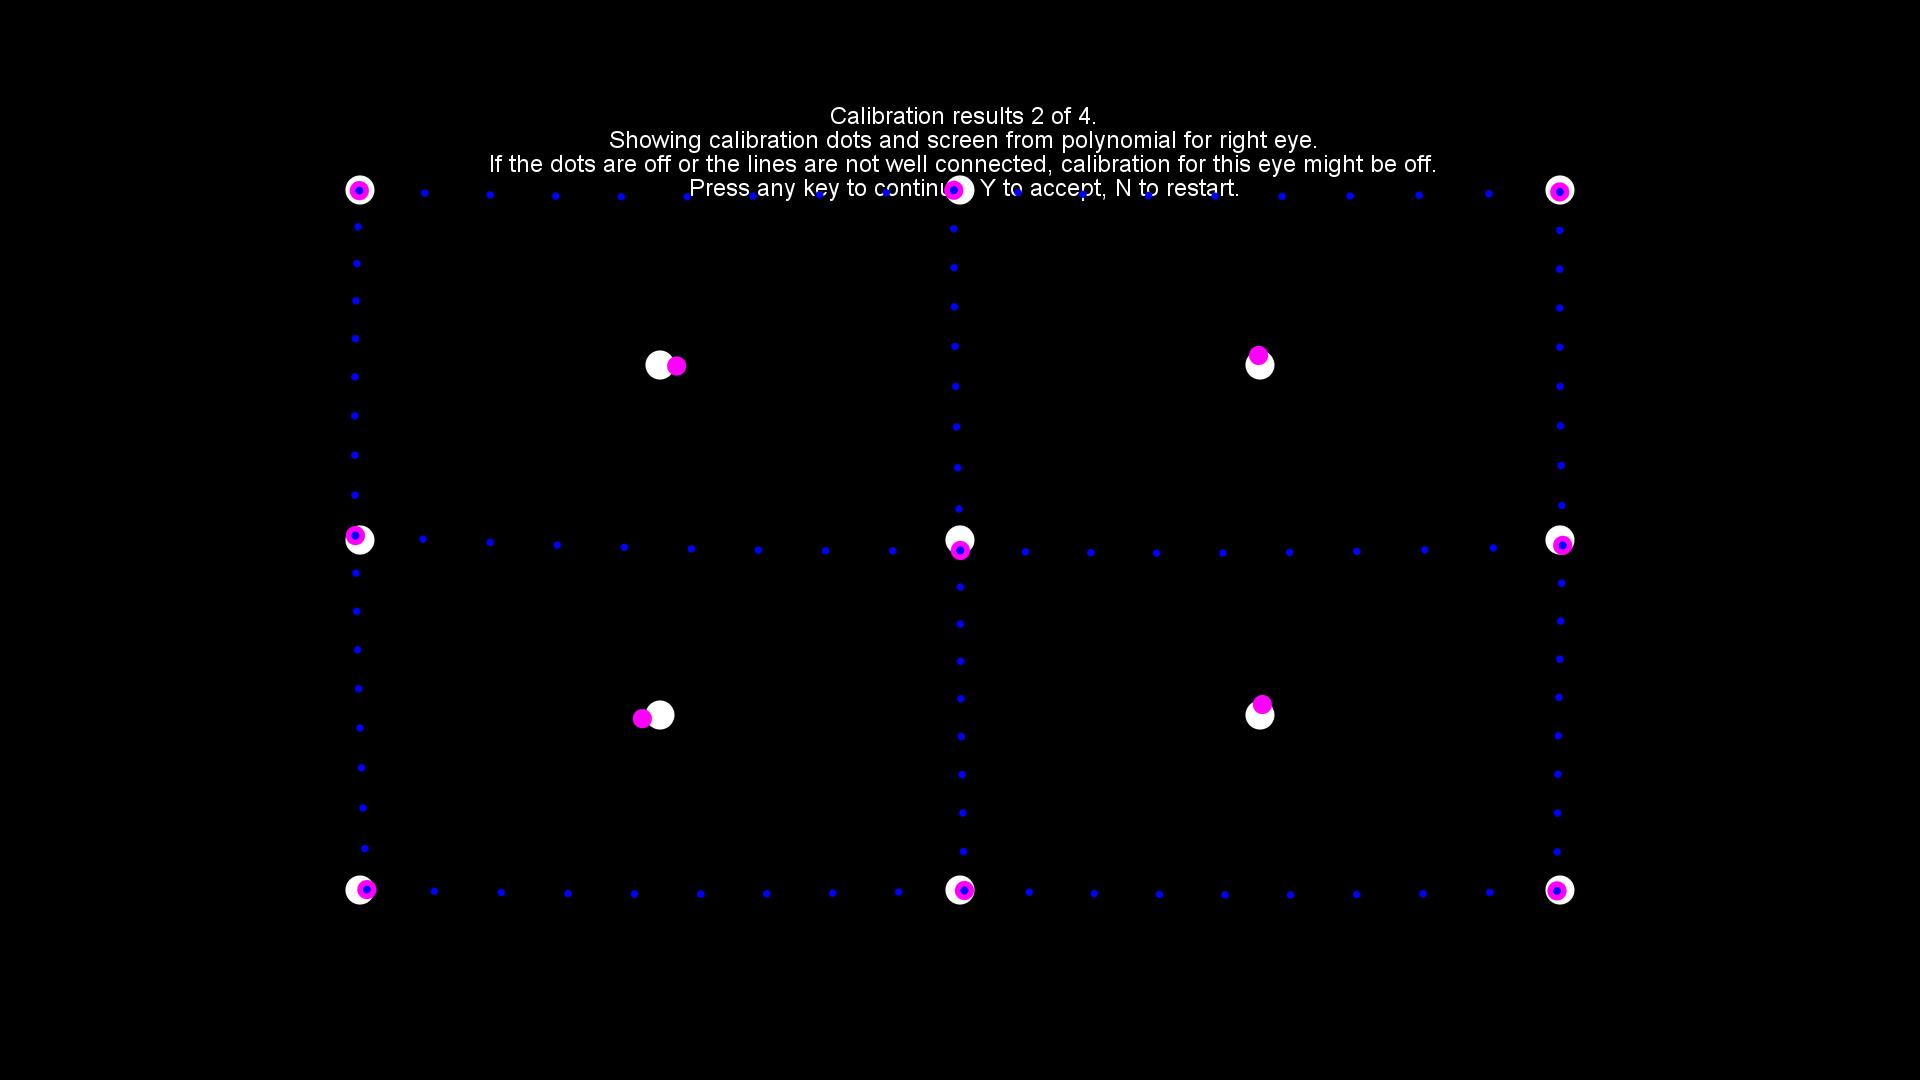 Calibration results 2 of 4.
Showing calibration dots and screen from polynomial for right eye.
If the dots are off or the lines are not well connected, calibration for this eye might be off.
Press any key to continue, Y to accept, N to restart.